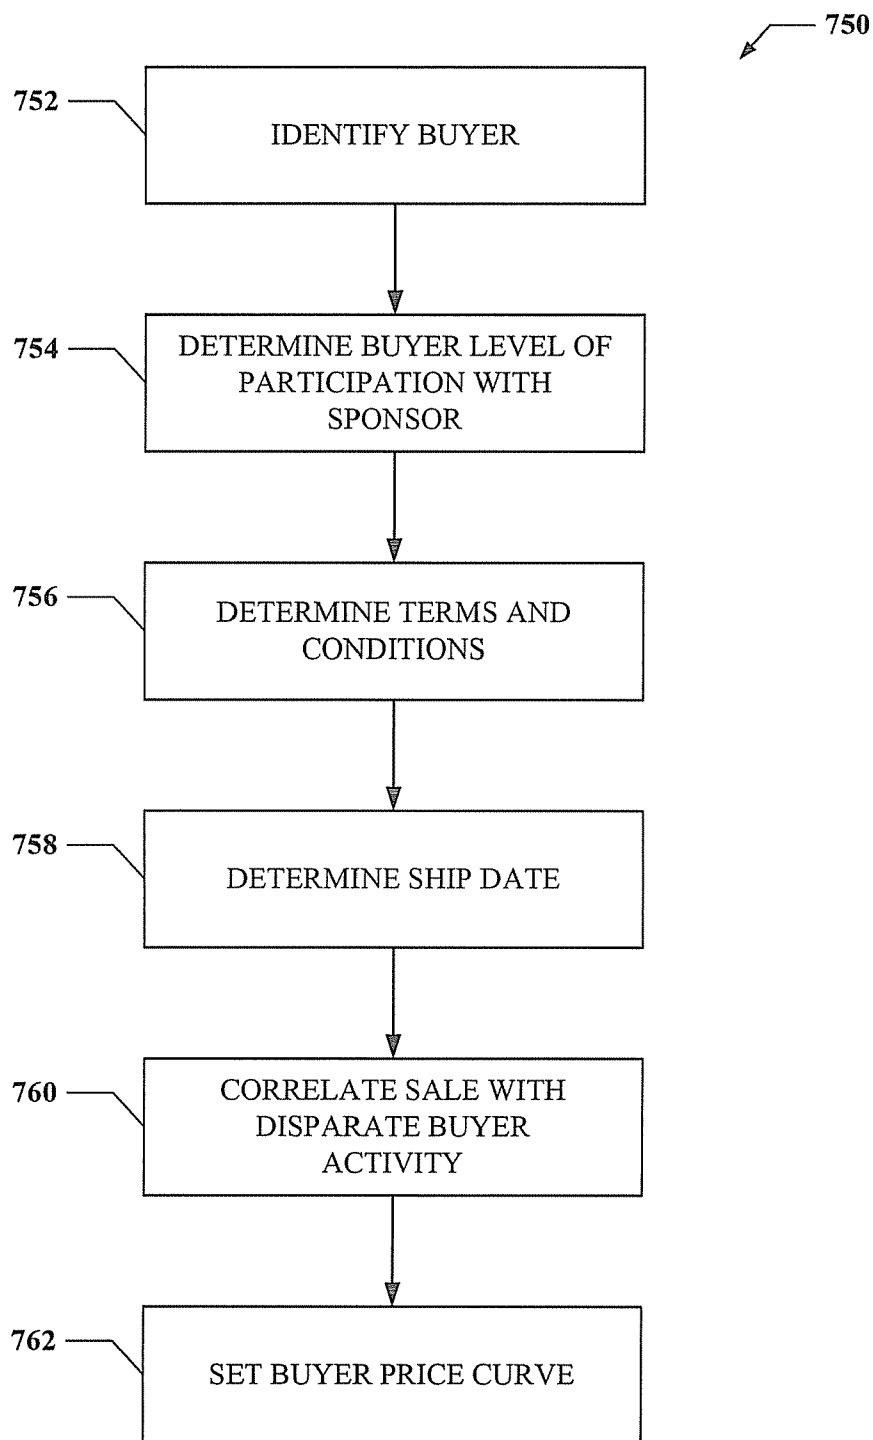 750
752
IDENTIFY BUYER
754
DETERMINE BUYER LEVEL OF
PARTICIPATION WITH
SPONSOR
756
DETERMINE TERMS AND
CONDITIONS
758
DETERMINE SHIP DATE
760
CORRELATE SALE WITH
DISPARATE BUYER
ACTIVITY
762
SET BUYER PRICE CURVE